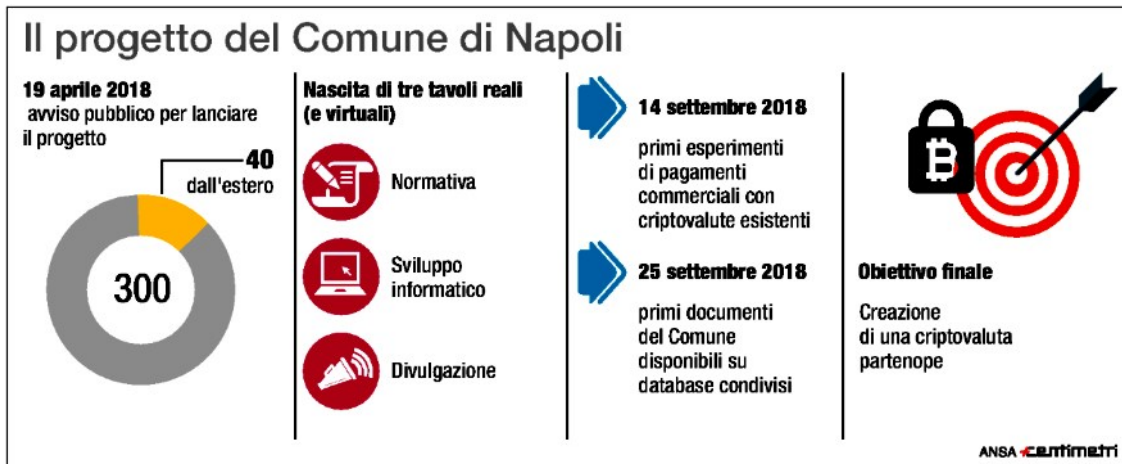 Il progetto del Comune di Napoli
19 aprile 2018
avviso pubblico per lanciare
il progetto
40
dall'estero
300
Nascita di tre tavoli reali
(e virtuali)
Normativa
Sviluppo
informatico
Divulgazione
14 settembre 2018
primi esperimenti
di pagamenti
commerciali con
criptovalute esistenti
25 settembre 2018
primi documenti
del Comune
disponibili su
database condivisi
Obiettivo finale
Creazione
di una criptovaluta
partenope
ANSA centimetri